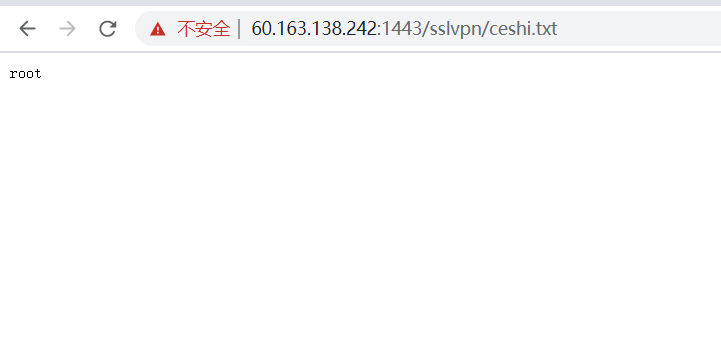 不安全 | 60.163.138.242:1443/sslvpn/ceshi.txt
root